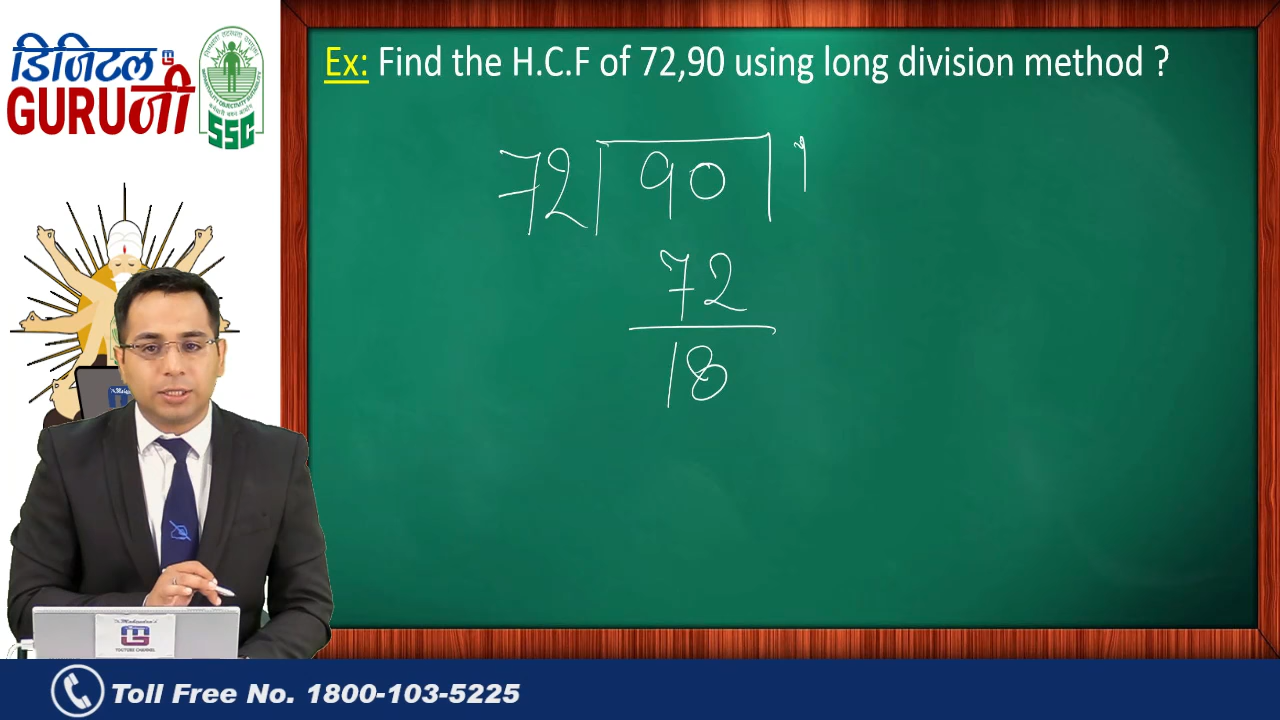 डिजिटल
GURUजी
SSC
Ex: Find the H.C.F of 72,90 using long division method ?
72 90 1
72
18
Toll Free No. 1800-103-5225